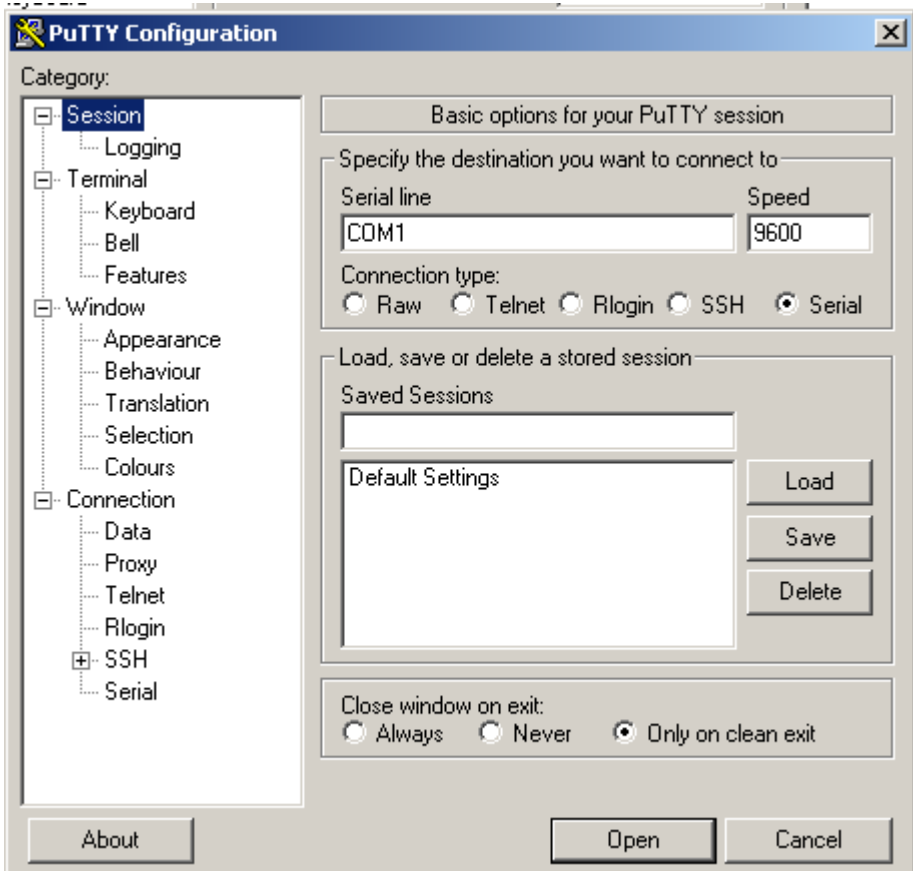 PuTTY Configuration
Category:
Session
Logging
Terminal
Keyboard
Bell
Features
Window
Appearance
Behaviour
Translation
Selection
Colours
Connection
Data
Proxy
Telnet
Rlogin
SSH
Serial
Basic options for your PuTTY session
Specify the destination you want to connect to
Serial line Speed
COM1 9600
Connection type:
Raw Telnet Rlogin SSH Serial
Load, save or delete a stored session
Saved Sessions
Default Settings
Load
Save
Delete
Close window on exit:
Always Never Only on clean exit
About Open Cancel